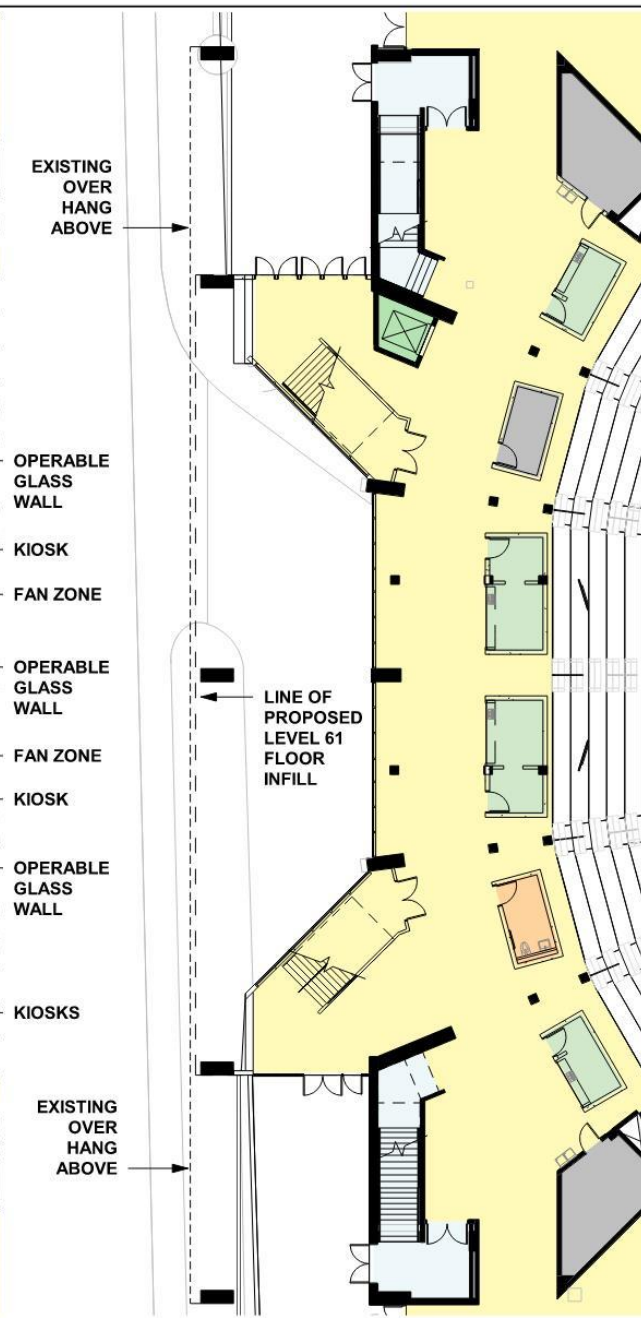 EXISTING
OVER
HANG
ABOVE
OPERABLE
GLASS
WALL
KIOSK
FAN ZONE
OPERABLE
GLASS
WALL
LINE OF
PROPOSED
LEVEL 61
FLOOR
INFILL
FAN ZONE
KIOSK
OPERABLE
GLASS
WALL
KIOSKS
EXISTING
OVER
HANG
ABOVE